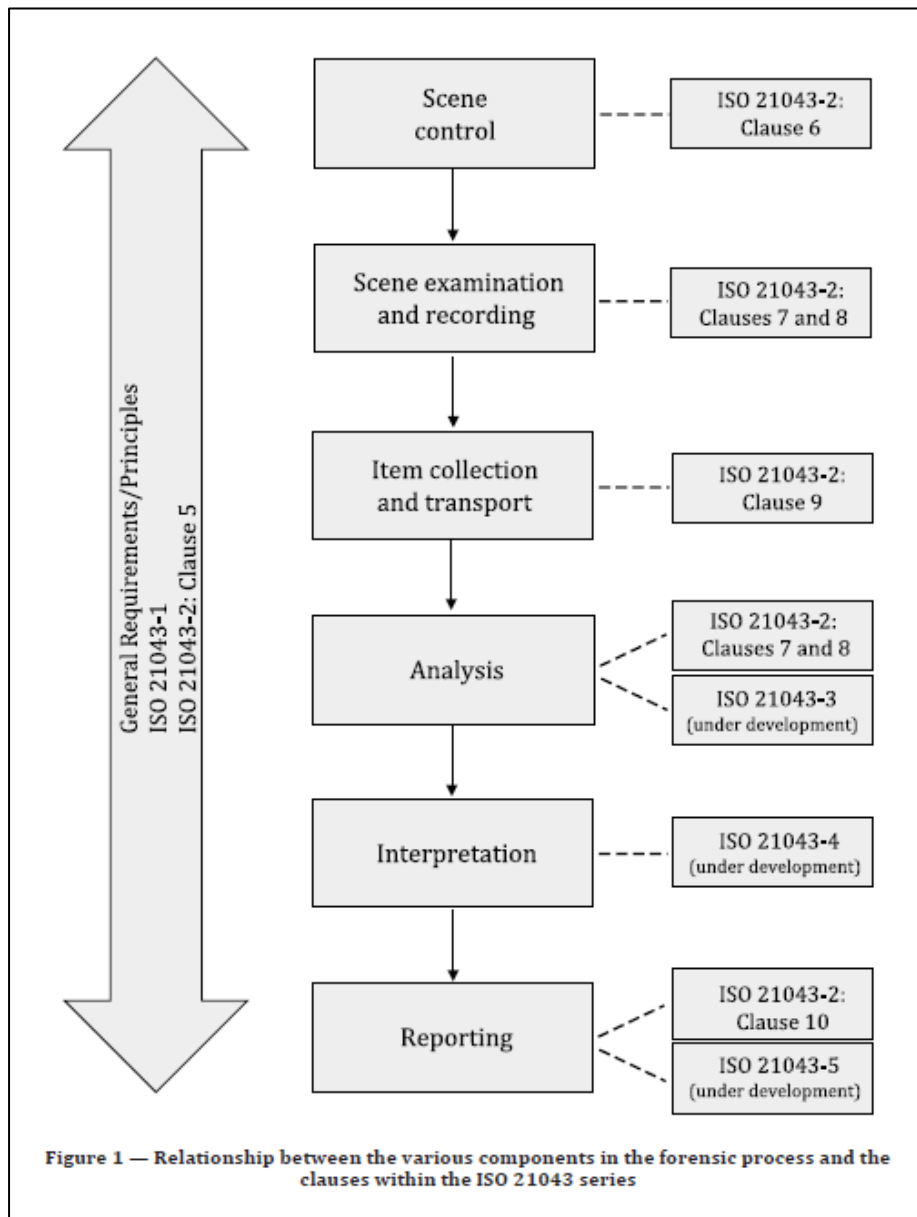 General Requirements/Principles
ISO 21043-1
ISO 21043-2: Clause 5
Scene
control
ISO 21043-2:
Clause 6
Scene examination
and recording
ISO 21043-2:
Clauses 7 and 8
Item collection
and transport
ISO 21043-2:
Clause 9
Analysis
ISO 21043-2:
Clauses 7 and 8
ISO 21043-3
(under development)
Interpretation
ISO 21043-4
(under development)
Reporting
ISO 21043-2:
Clause 10
ISO 21043-5
(under development)
Figure 1 — Relationship between the various components in the forensic process and the
clauses within the ISO 21043 series